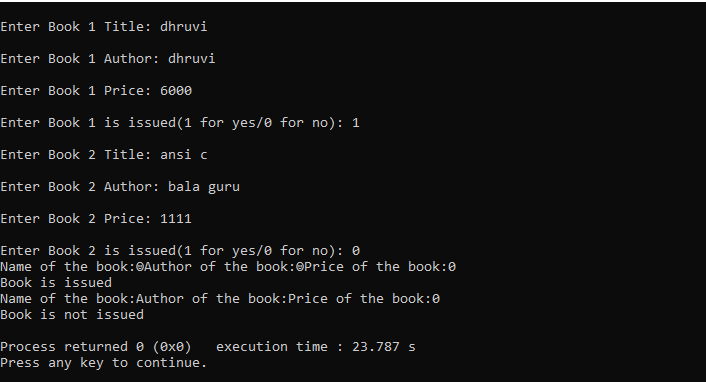 Enter Book 1 Title: dhruvi
Enter Book 1 Author: dhruvi
Enter Book 1 Price: 6000
Enter Book 1 is issued(1 for yes/0 for no): 1
Enter Book 2 Title: ansi c
Enter Book 2 Author: bala guru
Enter Book 2 Price: 1111
Enter Book 2 is issued(1 for yes/0 for no): 0
Name of the book:☺Author of the book:☺Price of the book:0
Book is issued
Name of the book:Author of the book:Price of the book:0
Book is not issued
Process returned 0 (0x0)   execution time : 23.787 s
Press any key to continue.